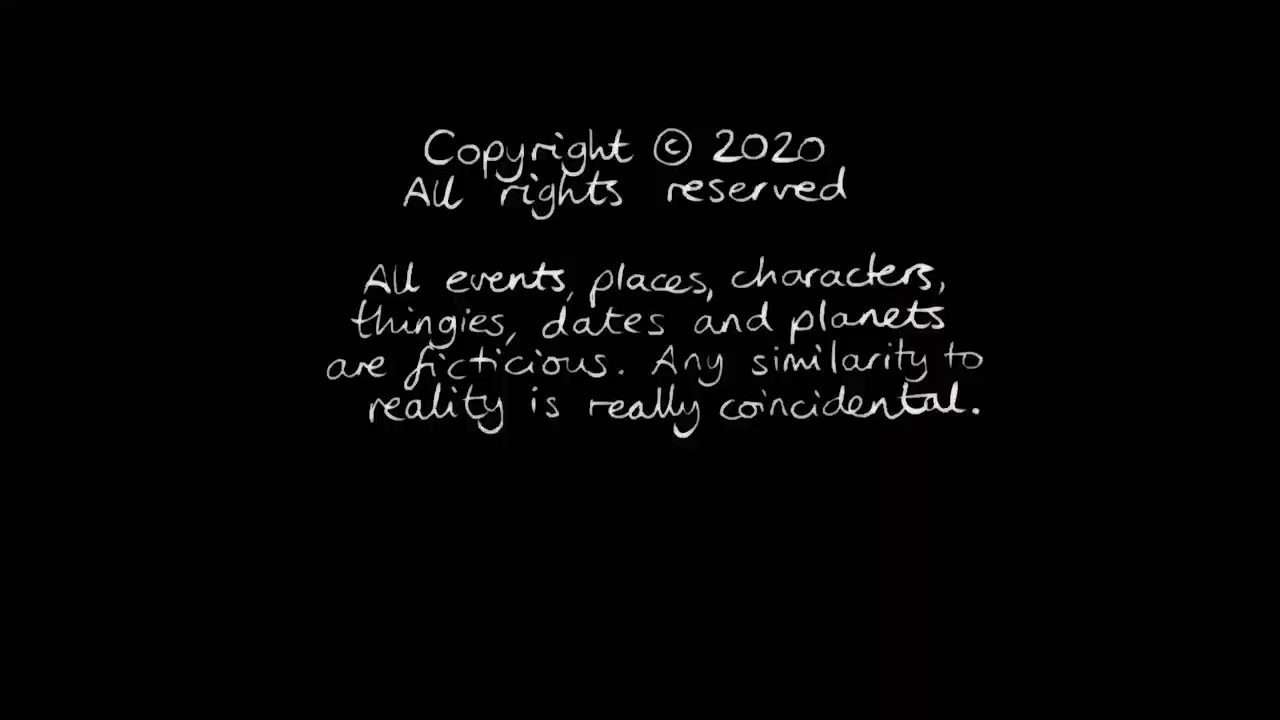 Copyright © 2020
All rights reserved
All events, places, characters,
thingies, dates and planets
are ficticious. Any similarity to
reality is really coincidental.